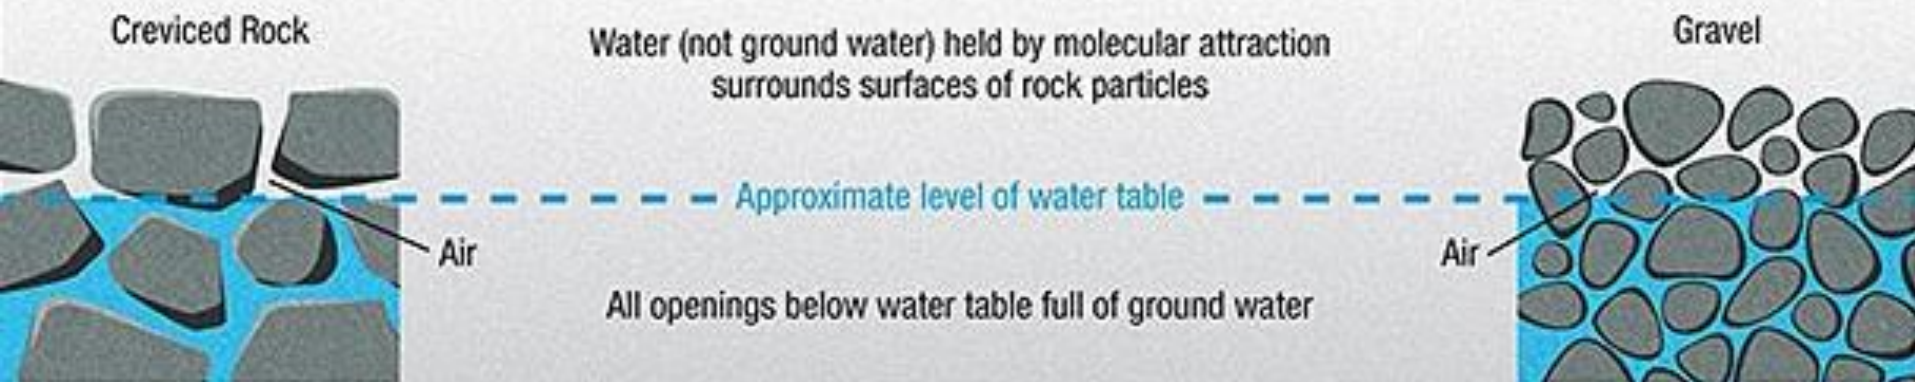 Creviced Rock
Water (not ground water) held by molecular attraction
surrounds surfaces of rock particles
Gravel
Approximate level of water table
Air
Air
All openings below water table full of ground water